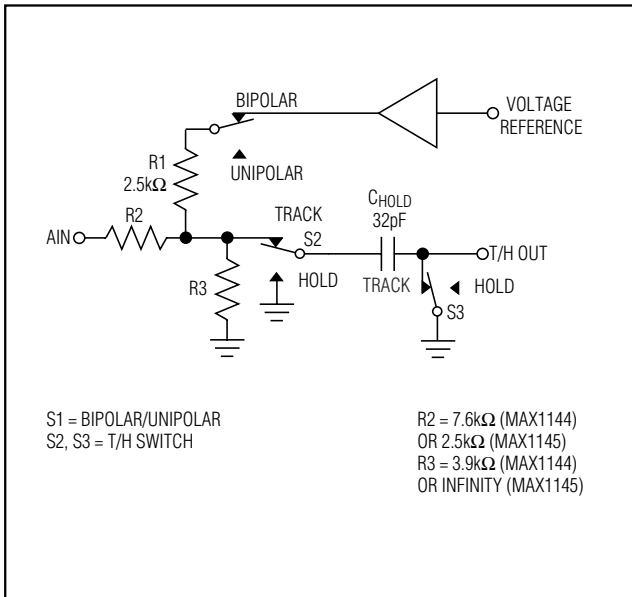 BIPOLAR
VOLTAGE
REFERENCE
R1
2.5kΩ
UNIPOLAR
CHOLD
32pF
R2
TRACK
AIN
S2
T/H OUT
R3
HOLD
TRACK
HOLD
S3
S1 = BIPOLAR/UNIPOLAR
S2, S3 = T/H SWITCH
R2 = 7.6kΩ (MAX1144)
OR 2.5kΩ (MAX1145)
R3 = 3.9kΩ (MAX1144)
OR INFINITY (MAX1145)